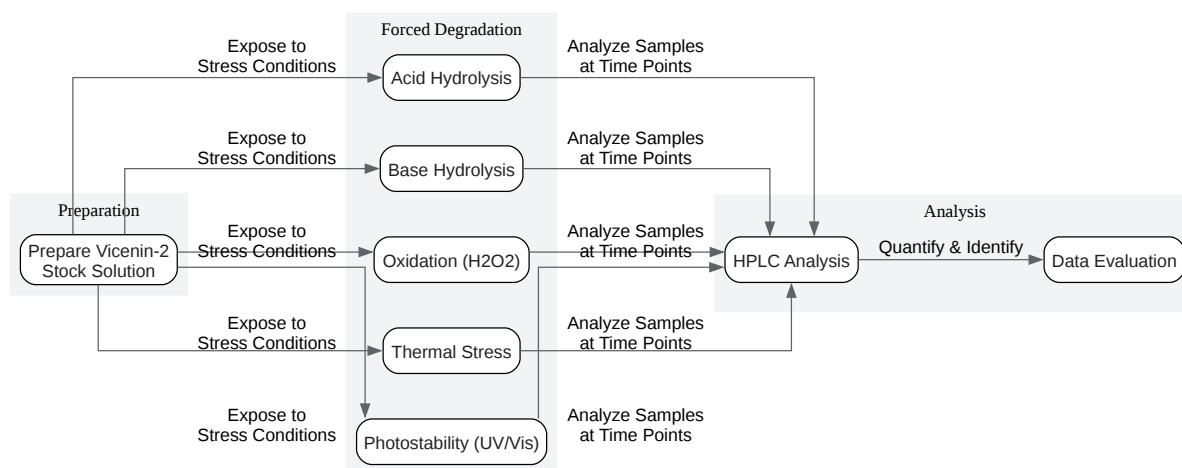 Forced Degradation
Expose to
Stress Conditions
Acid Hydrolysis
Analyze Samples
at Time Points
Expose to
Stress Conditions
Base Hydrolysis
Analyze Samples
at Time Points
Preparation
Prepare Vicenin-2
Stock Solution
Expose to
Stress Conditions
Oxidation (H2O2)
Analyze Samples
at Time Points
Analysis
HPLC Analysis
Quantify & Identify
Data Evaluation
Expose to
Stress Conditions
Thermal Stress
Analyze Samples
at Time Points
Expose to
Stress Conditions
Photostability (UV/Vis)
Analyze Samples
at Time Points